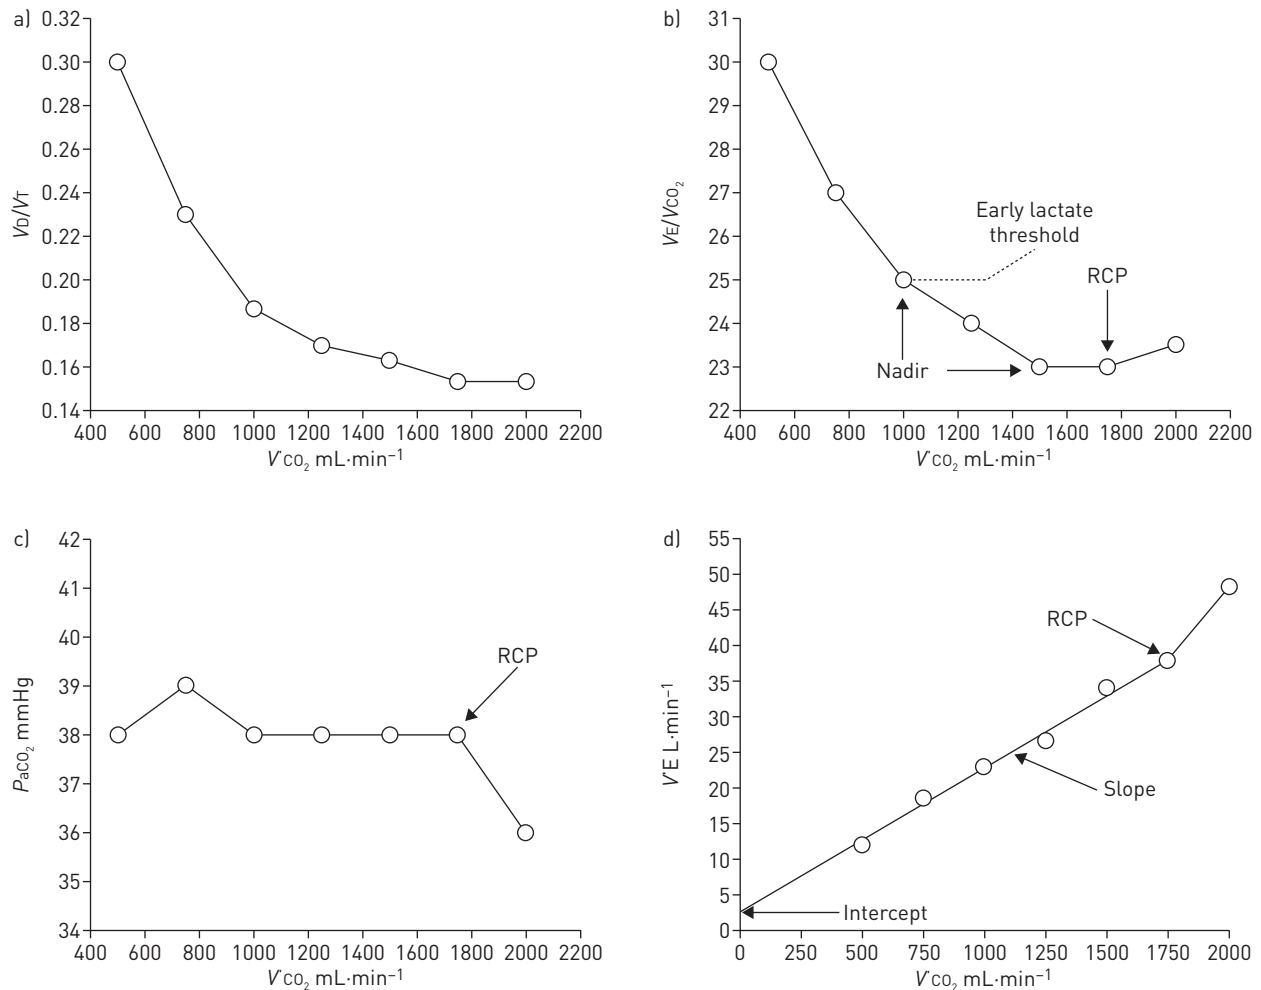 a)
0.32
0.30
0.28
0.26
0.24
0.22
0.20
0.18
0.16
0.14
VD/VT
400 600 800 1000 1200 1400 1600 1800 2000 2200
V˙CO2 mL·min–1
b)
31
30
29
28
27
26
25
24
23
22
VE/VCO2
Early lactate
threshold
RCP
Nadir
400 600 800 1000 1200 1400 1600 1800 2000 2200
V˙CO2 mL·min–1
c)
42
41
40
39
38
37
36
35
34
PaCO2 mmHg
RCP
400 600 800 1000 1200 1400 1600 1800 2000 2200
V˙CO2 mL·min–1
d)
55
50
45
40
35
30
25
20
15
10
5
0
V˙E L·min–1
RCP
Slope
Intercept
0 250 500 750 1000 1250 1500 1750 2000
V˙CO2 mL·min–1